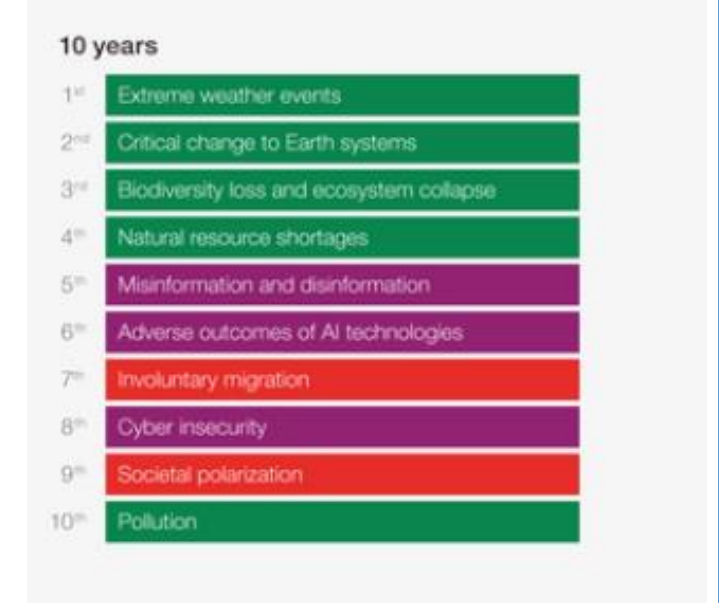 10 years
1st Extreme weather events
2nd Critical change to Earth systems
3rd Biodiversity loss and ecosystem collapse
4th Natural resource shortages
5th Misinformation and disinformation
6th Adverse outcomes of AI technologies
7th Involuntary migration
8th Cyber insecurity
9th Societal polarization
10th Pollution